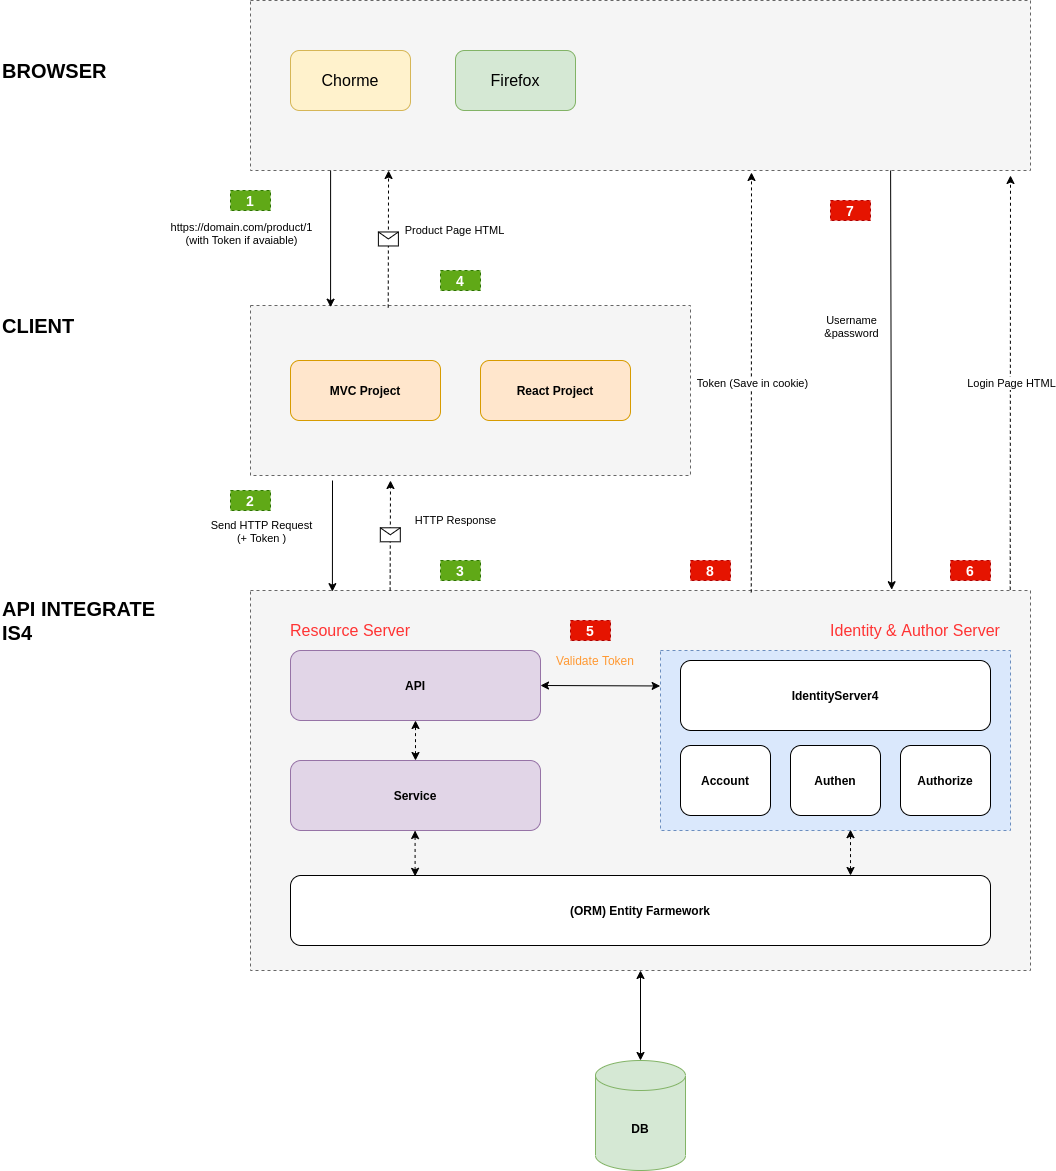 BROWSER
Chorme
Firefox
1
https://domain.com/product/1
(with Token if avaiable)
Product Page HTML
4
7
CLIENT
Username
&password
MVC Project
React Project
Token (Save in cookie)
Login Page HTML
2
Send HTTP Request
(+ Token )
HTTP Response
3
8
6
API INTEGRATE
IS4
Resource Server
5
Identity & Author Server
Validate Token
API
IdentityServer4
Service
Account
Authen
Authorize
(ORM) Entity Farmework
DB